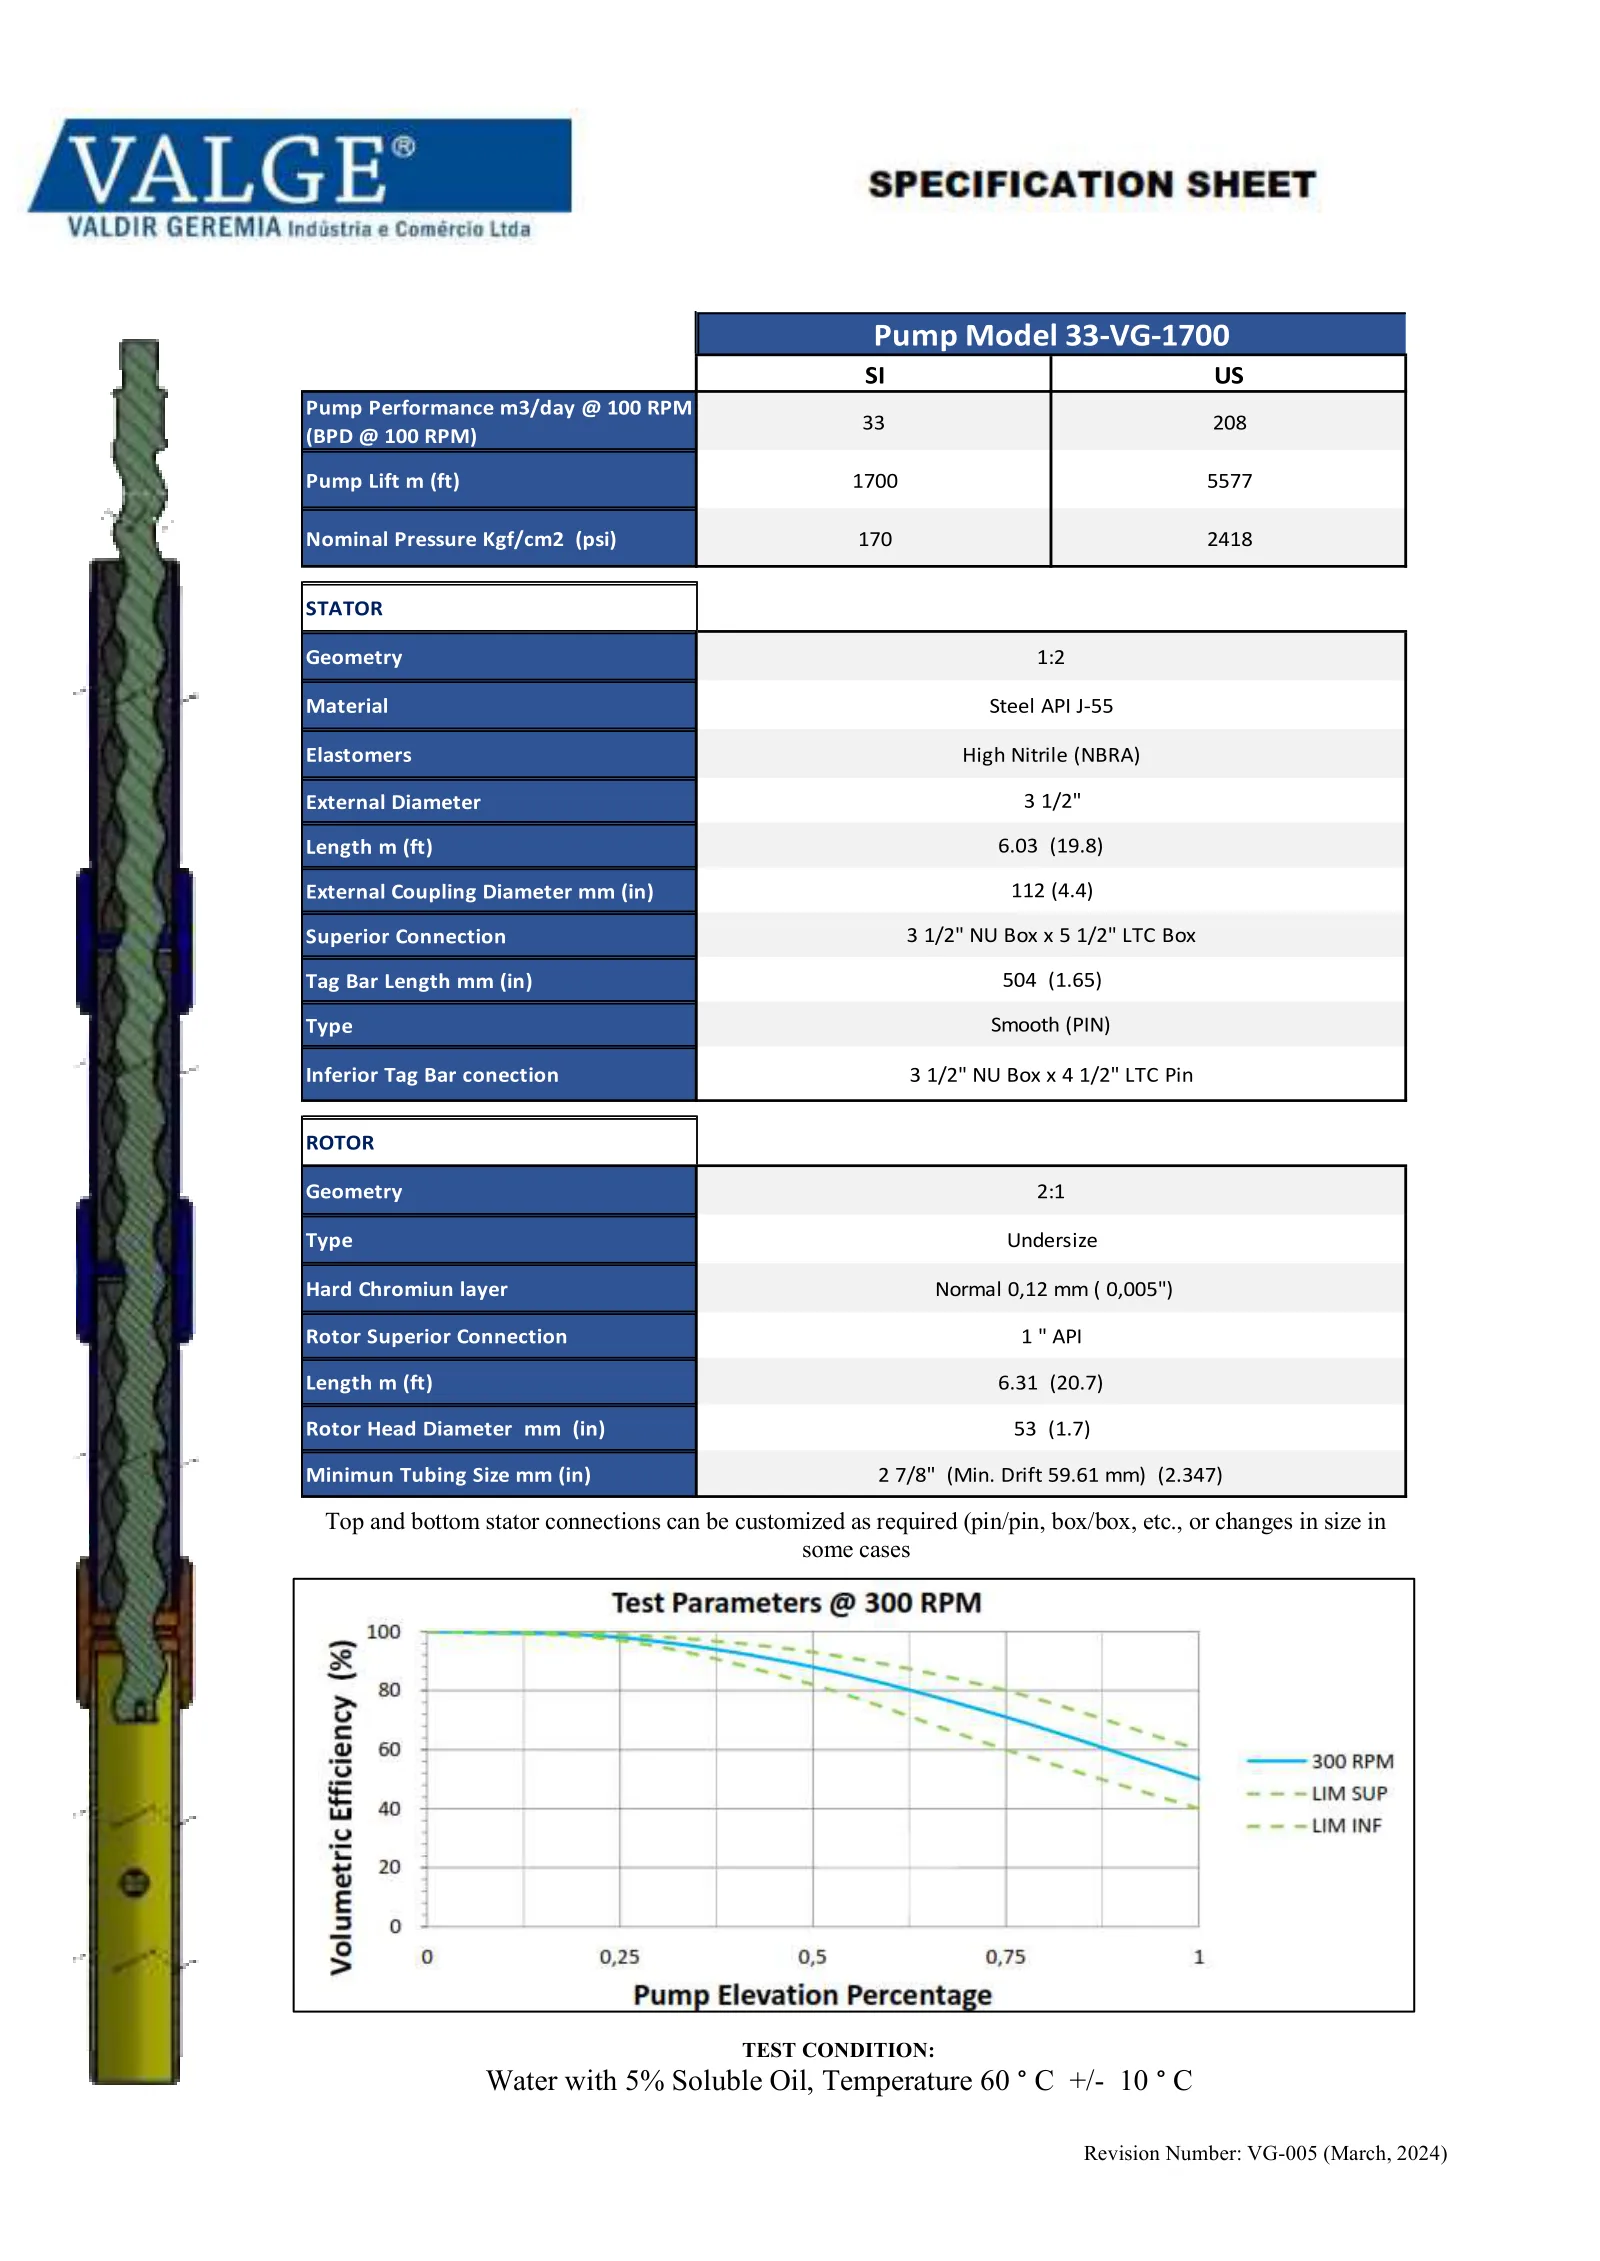 VALGE®
VALDIR GEREMIA Indústria e Comércio Ltda
SPECIFICATION SHEET
Pump Model 33-VG-1700
SI US
Pump Performance m3/day @ 100 RPM
(BPD @ 100 RPM) 33 208
Pump Lift m (ft) 1700 5577
Nominal Pressure Kgf/cm2 (psi) 170 2418
STATOR
Geometry 1:2
Material Steel API J-55
Elastomers High Nitrile (NBRA)
External Diameter 3 1/2"
Length m (ft) 6.03 (19.8)
External Coupling Diameter mm (in) 112 (4.4)
Superior Connection 3 1/2" NU Box x 5 1/2" LTC Box
Tag Bar Length mm (in) 504 (1.65)
Type Smooth (PIN)
Inferior Tag Bar conection 3 1/2" NU Box x 4 1/2" LTC Pin
ROTOR
Geometry 2:1
Type Undersize
Hard Chromiun layer Normal 0,12 mm ( 0,005")
Rotor Superior Connection 1 " API
Length m (ft) 6.31 (20.7)
Rotor Head Diameter mm (in) 53 (1.7)
Minimun Tubing Size mm (in) 2 7/8" (Min. Drift 59.61 mm) (2.347)
Top and bottom stator connections can be customized as required (pin/pin, box/box, etc., or changes in size in
some cases
Test Parameters @ 300 RPM
Volumetric Efficiency (%)
100
80
60
40
20
0
0 0,25 0,5 0,75 1
Pump Elevation Percentage
300 RPM
LIM SUP
LIM INF
TEST CONDITION:
Water with 5% Soluble Oil, Temperature 60 ° C +/- 10 ° C
Revision Number: VG-005 (March, 2024)